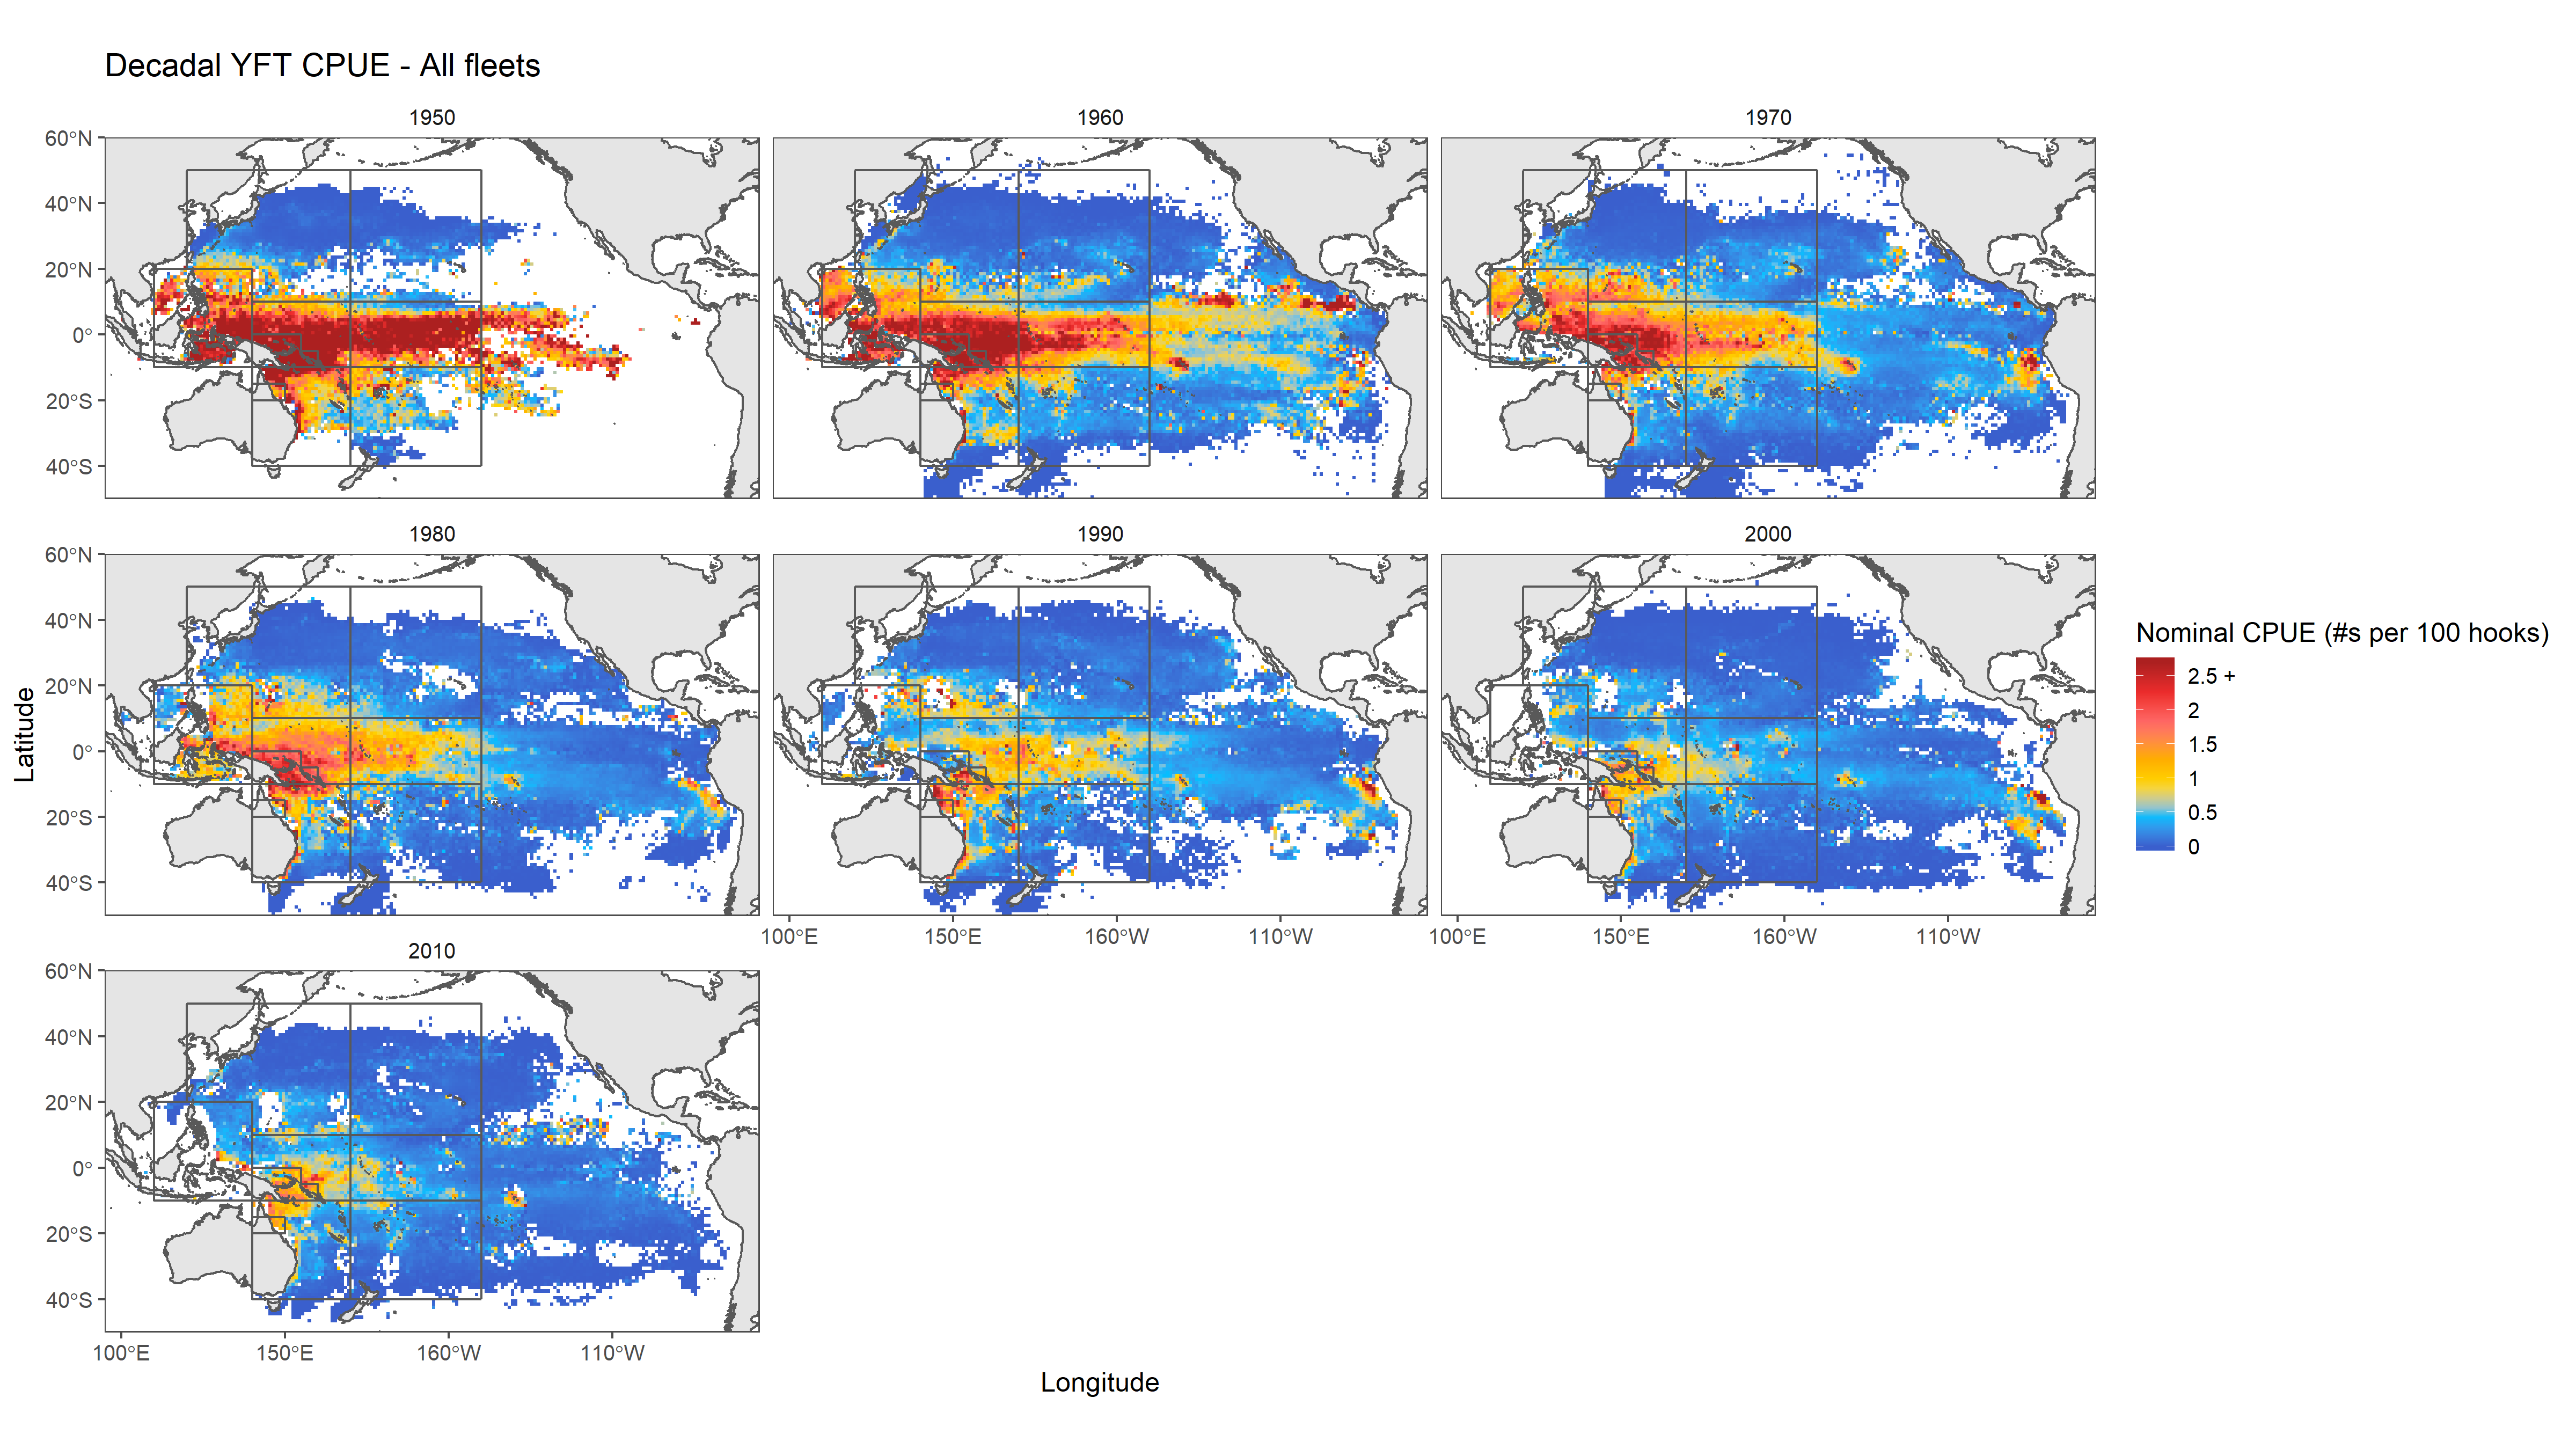 Decadal YFT CPUE - All fleets
1950
1960
1970
60°N
40°N
20°N
0°
20°S
40°S
1980
1990
2000
60°N
40°N
20°N
0°
20°S
40°S
Latitude
100°E 150°E 160°W 110°W
100°E 150°E 160°W 110°W
Nominal CPUE (#s per 100 hooks)
2.5 +
2
1.5
1
0.5
0
2010
60°N
40°N
20°N
0°
20°S
40°S
100°E 150°E 160°W 110°W
Longitude